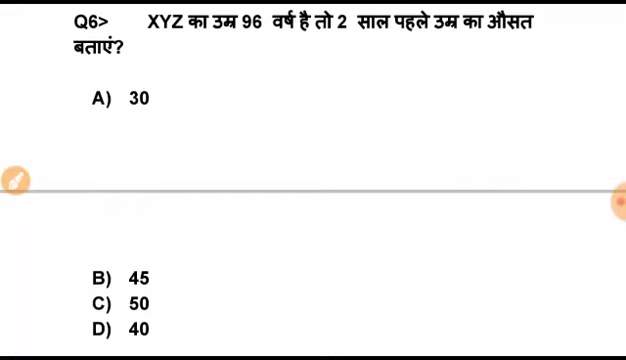 Q6> XYZ का उम्र 96 वर्ष है तो 2 साल पहले उम्र का औसत
बताएं?
A) 30
B) 45
C) 50
D) 40